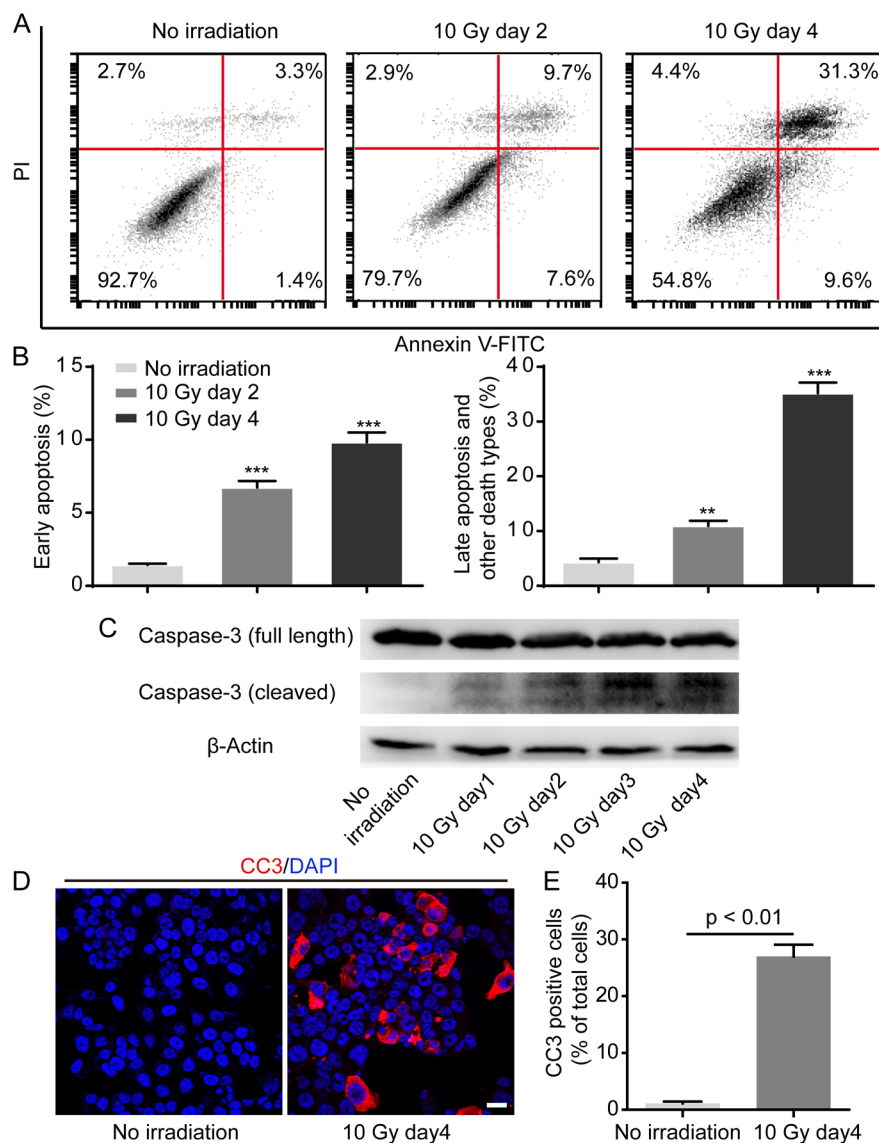 A
No irradiation
10 Gy day 2
10 Gy day 4
2.7%
3.3%
2.9%
9.7%
4.4%
31.3%
PI
92.7%
1.4%
79.7%
7.6%
54.8%
9.6%
Annexin V-FITC
B
15
10
5
0
Early apoptosis (%)
No irradiation
10 Gy day 2
10 Gy day 4
***
***
40
30
20
10
0
Late apoptosis and
other death types (%)
**
***
C
Caspase-3 (full length)
Caspase-3 (cleaved)
β-Actin
No
irradiation
10 Gy day1
10 Gy day2
10 Gy day3
10 Gy day4
D
CC3/DAPI
No irradiation
10 Gy day4
E
40
30
20
10
0
CC3 positive cells
(% of total cells)
p < 0.01
No irradiation
10 Gy day4